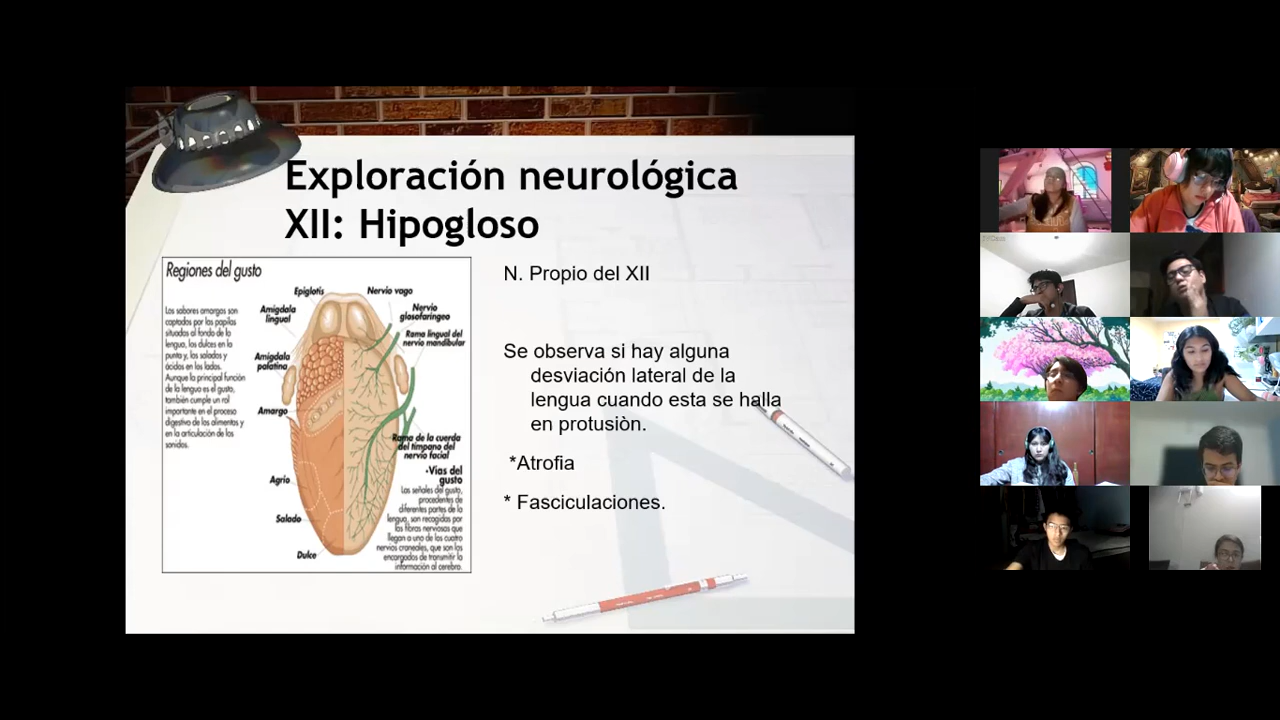 Exploración neurológica
XII: Hipogloso
Regiones del gusto
Los sabores amargos son
captados por las papilas
situadas al fondo de la
lengua, los dulces en la
punta y, los salados y
ácidos en los lados.
Aunque la principal función
de la lengua es el gusto,
también cumple un rol
importante en el proceso
digestivo de los alimentos y
en la articulación de los
sonidos.
Epiglotis
Nervio vago
Amígdala
lingual
Nervio
glosofaríngeo
Rama lingual del
nervio mandibular
Amígdala
palatina
Amargo
Rama de la cuerda
del tímpano del
nervio facial
Agrio
Salado
Dulce
-Vías del
gusto
Las señales del gusto,
procedentes de
diferentes partes de la
lengua, son recogidas por
las fibras nerviosas que
llegan a uno de los cuatro
nervios craneales, que son los
encargados de transmitir la
información al cerebro.
N. Propio del XII
Se observa si hay alguna
desviación lateral de la
lengua cuando esta se halla
en protusiòn.
*Atrofia
* Fasciculaciones.